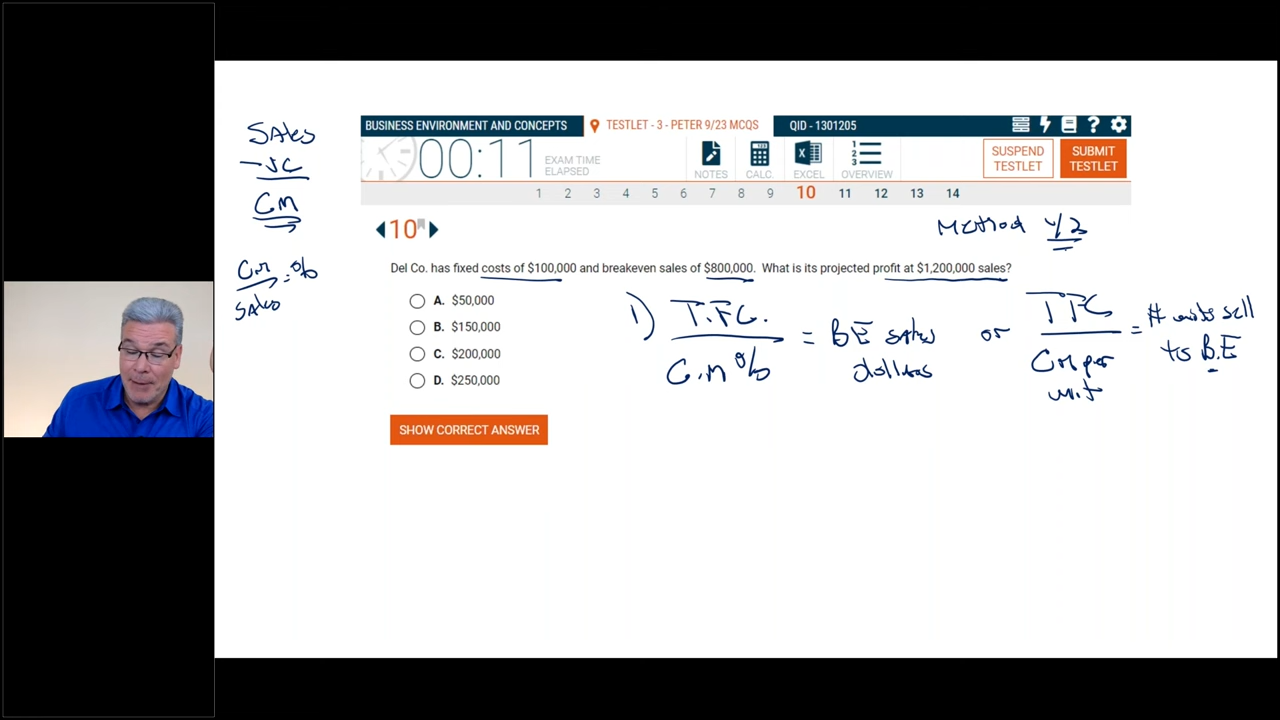 BUSINESS ENVIRONMENT AND CONCEPTS
TESTLET - 3 - PETER 9/23 MCQS
QID - 1301205
00:11
EXAM TIME
ELAPSED
NOTES
CALC.
EXCEL
OVERVIEW
SUSPEND
TESTLET
SUBMIT
TESTLET
1 2 3 4 5 6 7 8 9 10 11 12 13 14
10
Del Co. has fixed costs of $100,000 and breakeven sales of $800,000. What is its projected profit at $1,200,000 sales?
A. $50,000
B. $150,000
C. $200,000
D. $250,000
SHOW CORRECT ANSWER
Sales
- VC
CM
CM
= %
Sales
Method
1) T.F.C.
C.M %
= BE sales
dollars
or
TFC
CM per
unit
= # units sell
to B.E